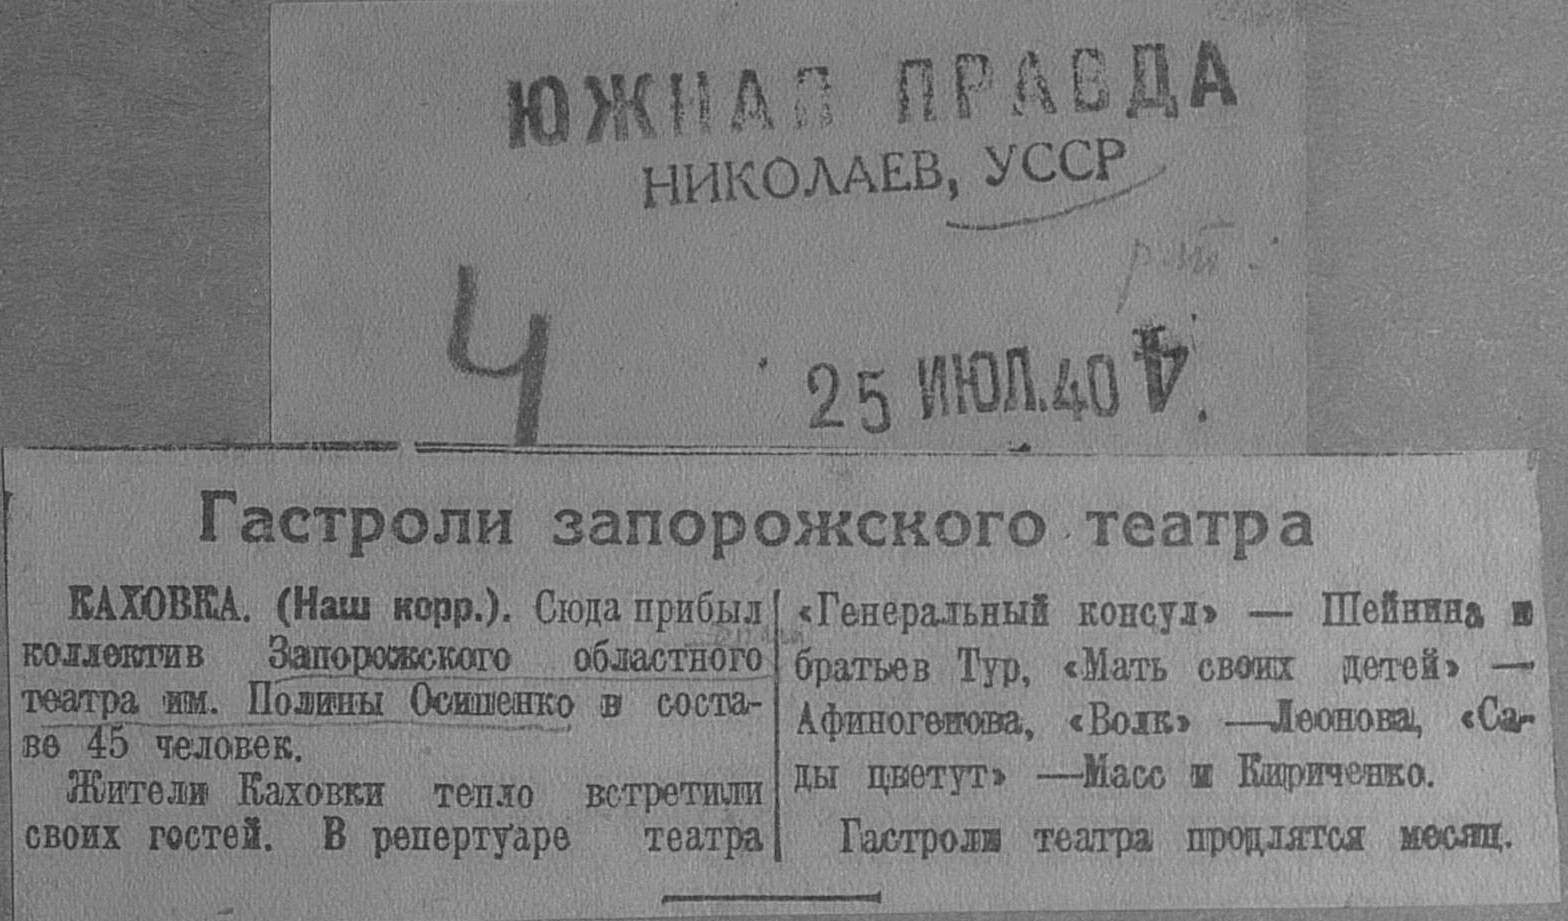 ЮЖНАЯ ПРАВДА
НИКОЛАЕВ, УССР
4
25 ИЮЛ.40
Гастроли запорожского театра
КАХОВКА. (Наш корр.). Сюда прибыл
коллектив Запорожского областного
театра им. Полины Осипенко в соста-
ве 45 человек.
Жители Каховки тепло встретили
своих гостей. В репертуаре театра
«Генеральный консул» — Шейнина и
братьев Тур, «Мать своих детей» —
Афиногенова, «Волк» —Леонова, «Са-
ды цветут» —Масс и Кириченко.
Гастроли театра продлятся месяц.